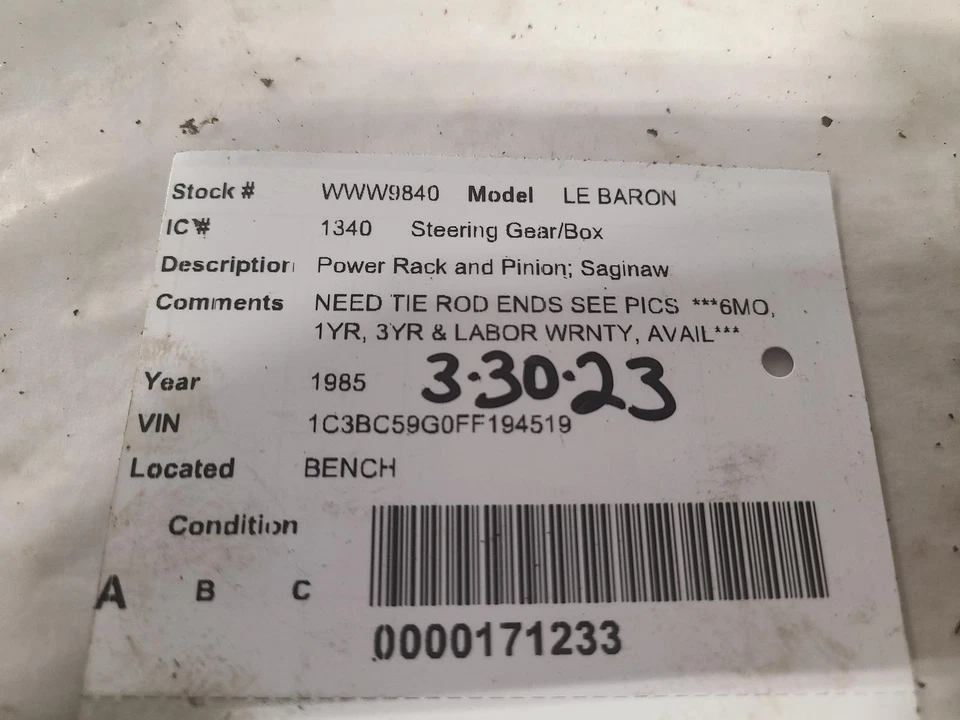 Stock # WWW9840 Model LE BARON
IC # 1340 Steering Gear/Box
Description Power Rack and Pinion; Saginaw
Comments NEED TIE ROD ENDS SEE PICS ***6MO,
1YR, 3YR & LABOR WRNTY, AVAIL***
3·30·23
Year 1985
VIN 1C3BC59G0FF194519
Located BENCH
Condition
A B C
0000171233